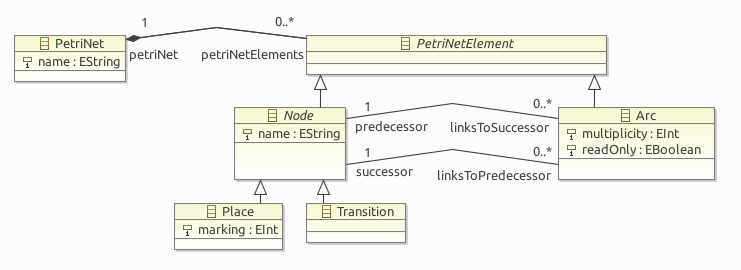 1
0..*
PetriNet
name : EString
petriNet
petriNetElements
PetriNetElement
Node
name : EString
1
predecessor
0..*
linksToSuccessor
Arc
multiplicity : EInt
readOnly : EBoolean
1
successor
0..*
linksToPredecessor
Place
marking : EInt
Transition